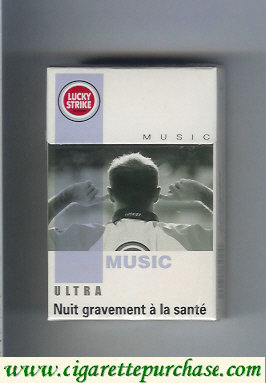 LUCKY
STRIKE
MUSIC
MUSIC
ULTRA
Nuit gravement à la santé
www.cigarettepurchase.com